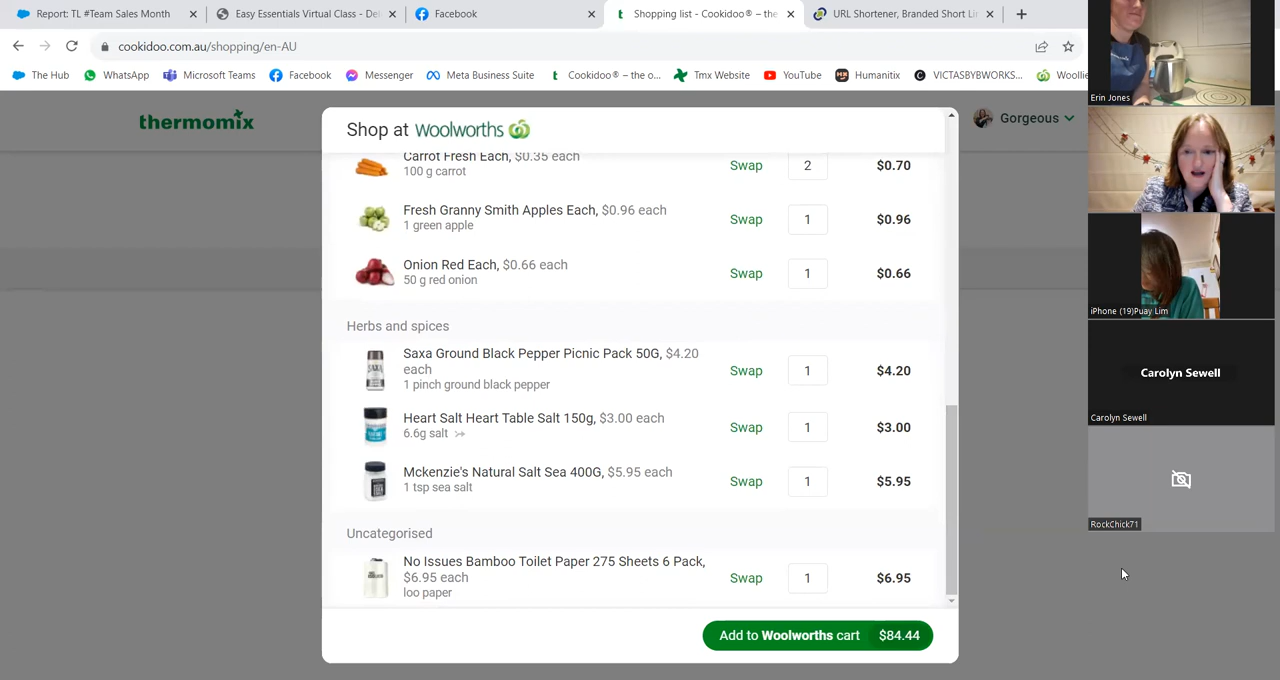 Report: TL #Team Sales Month
Easy Essentials Virtual Class - Del
Facebook
Shopping list - Cookidoo® – the
URL Shortener, Branded Short Lin
cookidoo.com.au/shopping/en-AU
The Hub
WhatsApp
Microsoft Teams
Facebook
Messenger
Meta Business Suite
Cookidoo® – the o...
Tmx Website
YouTube
Humanitix
VICTASBYBWORKS...
Woolli
thermomix
Gorgeous
Shop at Woolworths
Carrot Fresh Each, $0.35 each
100 g carrot
Swap
2
$0.70
Fresh Granny Smith Apples Each, $0.96 each
1 green apple
Swap
1
$0.96
Onion Red Each, $0.66 each
50 g red onion
Swap
1
$0.66
Herbs and spices
Saxa Ground Black Pepper Picnic Pack 50G, $4.20
each
1 pinch ground black pepper
Swap
1
$4.20
Heart Salt Heart Table Salt 150g, $3.00 each
6.6g salt
Swap
1
$3.00
Mckenzie's Natural Salt Sea 400G, $5.95 each
1 tsp sea salt
Swap
1
$5.95
Uncategorised
No Issues Bamboo Toilet Paper 275 Sheets 6 Pack,
$6.95 each
loo paper
Swap
1
$6.95
Add to Woolworths cart $84.44
Erin Jones
iPhone (19)Puay Lim
Carolyn Sewell
Carolyn Sewell
RockChick71